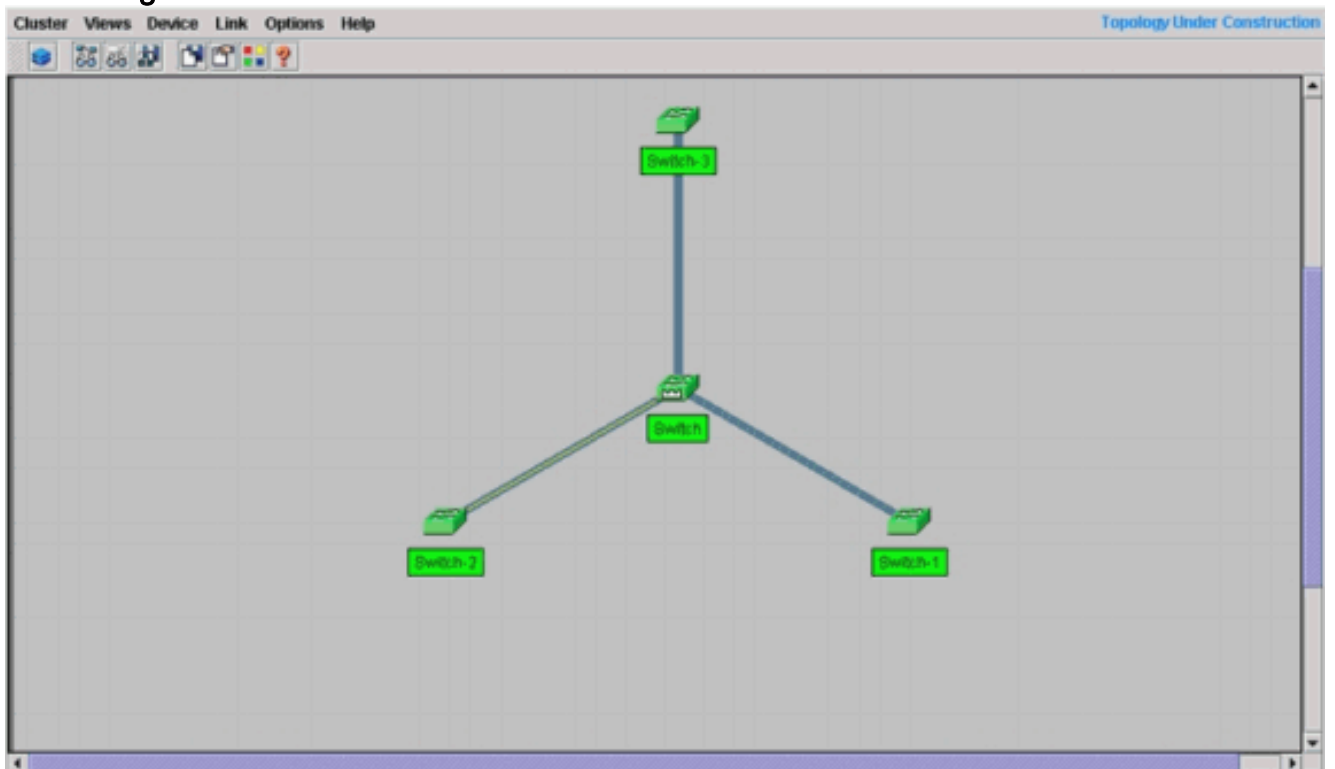 Cluster Views Device Link Options Help
Topology Under Construction
Switch-3
Switch
Switch-2
Switch-1